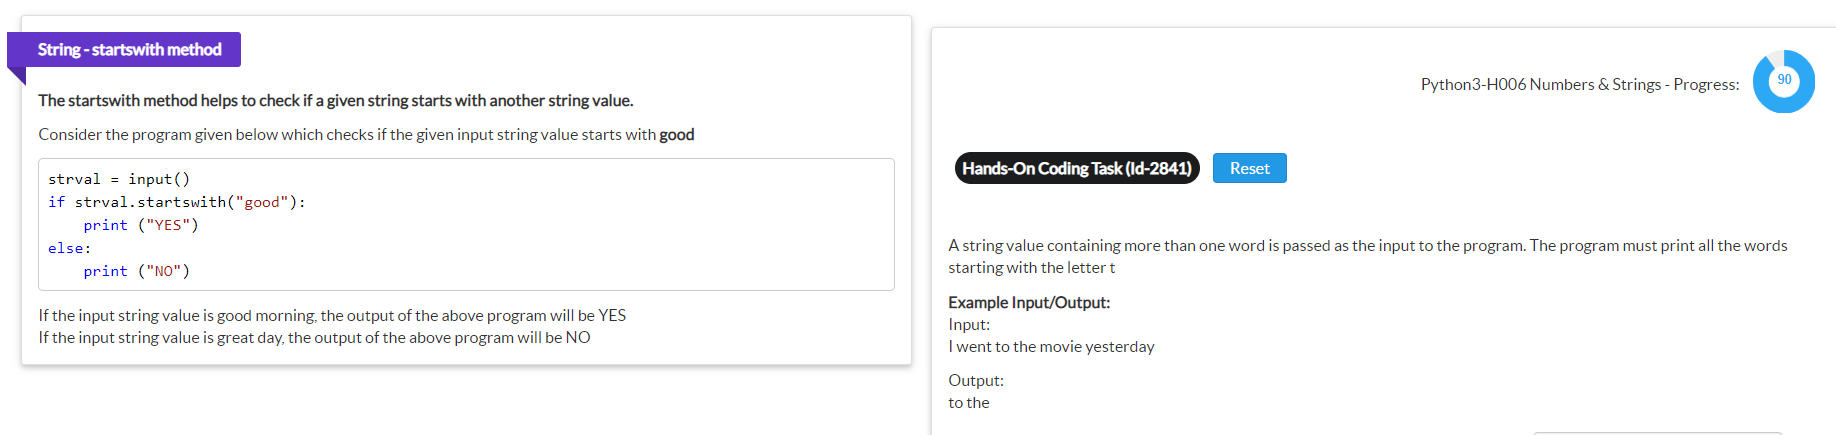 String - startswith method
The startswith method helps to check if a given string starts with another string value.
Consider the program given below which checks if the given input string value starts with good
strval = input()
if strval.startswith("good"):
    print ("YES")
else:
    print ("NO")
If the input string value is good morning, the output of the above program will be YES
If the input string value is great day, the output of the above program will be NO
Python3-H006 Numbers & Strings - Progress:
90
Hands-On Coding Task (Id-2841)
Reset
A string value containing more than one word is passed as the input to the program. The program must print all the words
starting with the letter t
Example Input/Output:
Input:
I went to the movie yesterday
Output:
to the